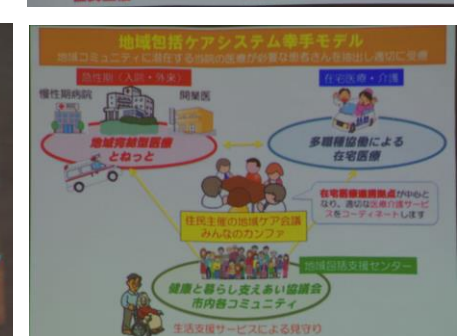 地域包括ケアシステム幸手モデル
地域コミュニティに潜在する当院の医療が必要な患者さんを抽出し適切に受療
急性期（入院・外来）
在宅医療・介護
慢性期病院
開業医
地域完結型医療
とねっと
多職種協働による
在宅医療
在宅医療連携拠点が中心と
なり、適切な医療介護サービ
スをコーディネートします
住民主催の地域ケア会議
みんなのカンファ
地域包括支援センター
健康と暮らし支えあい協議会
市内各コミュニティ
生活支援サービスによる見守り